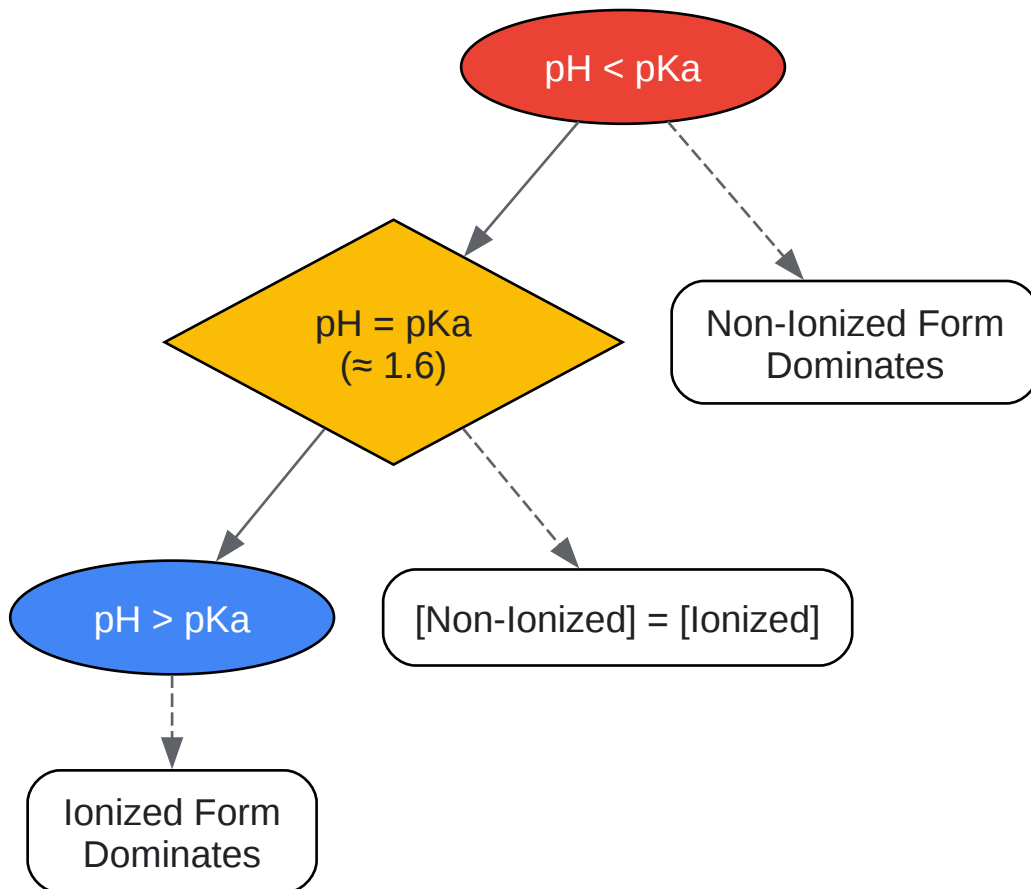 pH < pKa
pH = pKa
(≈ 1.6)
Non-Ionized Form
Dominates
pH > pKa
[Non-Ionized] = [Ionized]
Ionized Form
Dominates